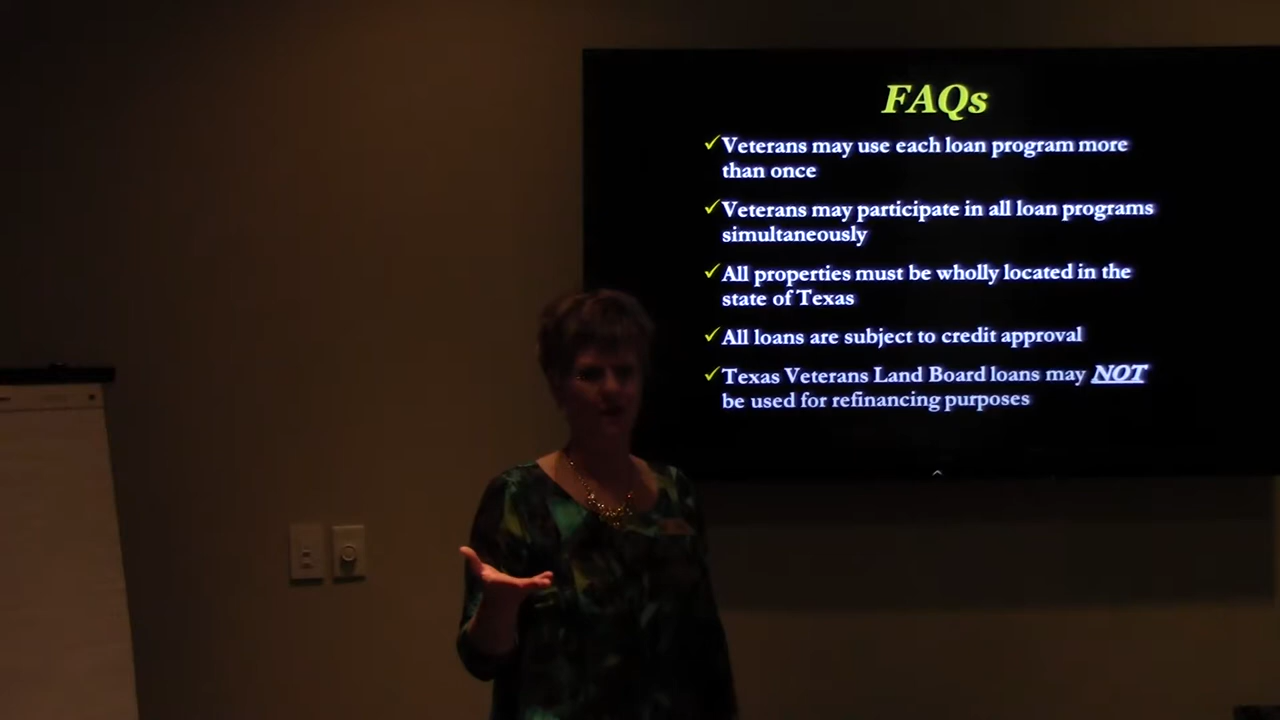 FAQs
✓Veterans may use each loan program more
than once
✓Veterans may participate in all loan programs
simultaneously
✓All properties must be wholly located in the
state of Texas
✓All loans are subject to credit approval
✓Texas Veterans Land Board loans may NOT
be used for refinancing purposes